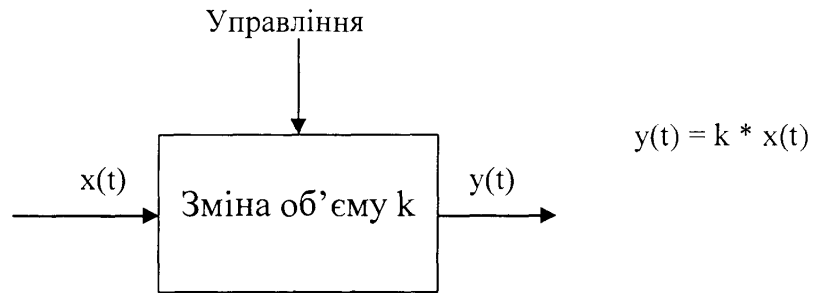 Управління
y(t) = k * x(t)
x(t)
Зміна об’єму k
y(t)